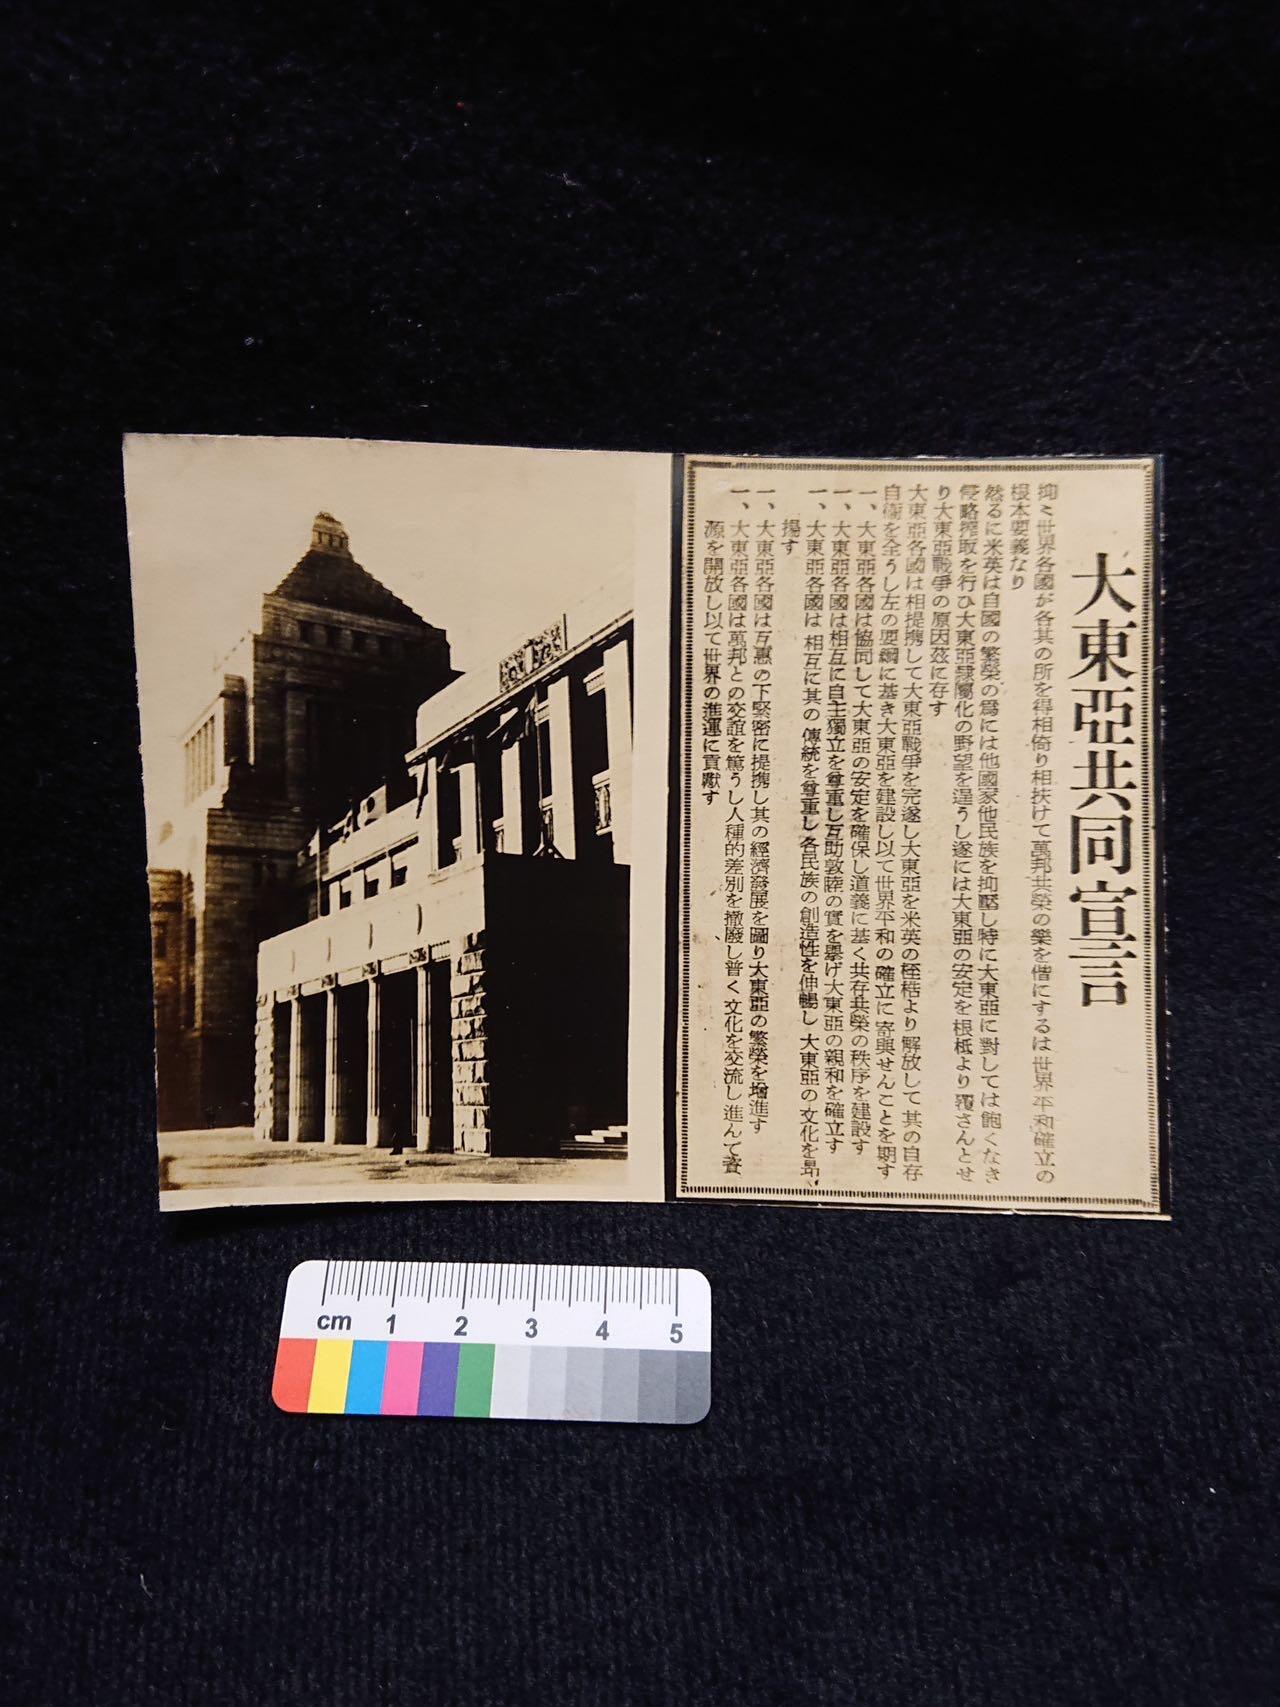 大東亞共同宣言
抑々世界各國が各其の所を得相倚り相扶けて萬邦共榮の樂を偕にするは世界平和確立の
根本要義なり
然るに米英は自國の繁榮の爲には他國家他民族を抑壓し特に大東亞に對しては飽くなき
侵略搾取を行ひ大東亞隷屬化の野望を逞うし遂には大東亞の安定を根柢より覆さんとせ
り大東亞戰爭の原因茲に存す
大東亞各國は相提携して大東亞戰爭を完遂し大東亞を米英の桎梏より解放して其の自存
自衞を全うし左の要綱に基き大東亞を建設し以て世界平和の確立に寄與せんことを期す
一、大東亞各國は協同して大東亞の安定を確保し道義に基く共存共榮の秩序を建設す
一、大東亞各國は相互に自主獨立を尊重し互助敦睦の實を擧げ大東亞の親和を確立す
一、大東亞各國は相互に其の傳統を尊重し各民族の創造性を伸暢し大東亞の文化を昂
揚す
一、大東亞各國は互惠の下緊密に提携し其の經濟發展を圖り大東亞の繁榮を增進す
一、大東亞各國は萬邦との交誼を篤うし人種的差別を撤廢し普く文化を交流し進んで資
源を開放し以て世界の進運に貢獻す
cm 1 2 3 4 5